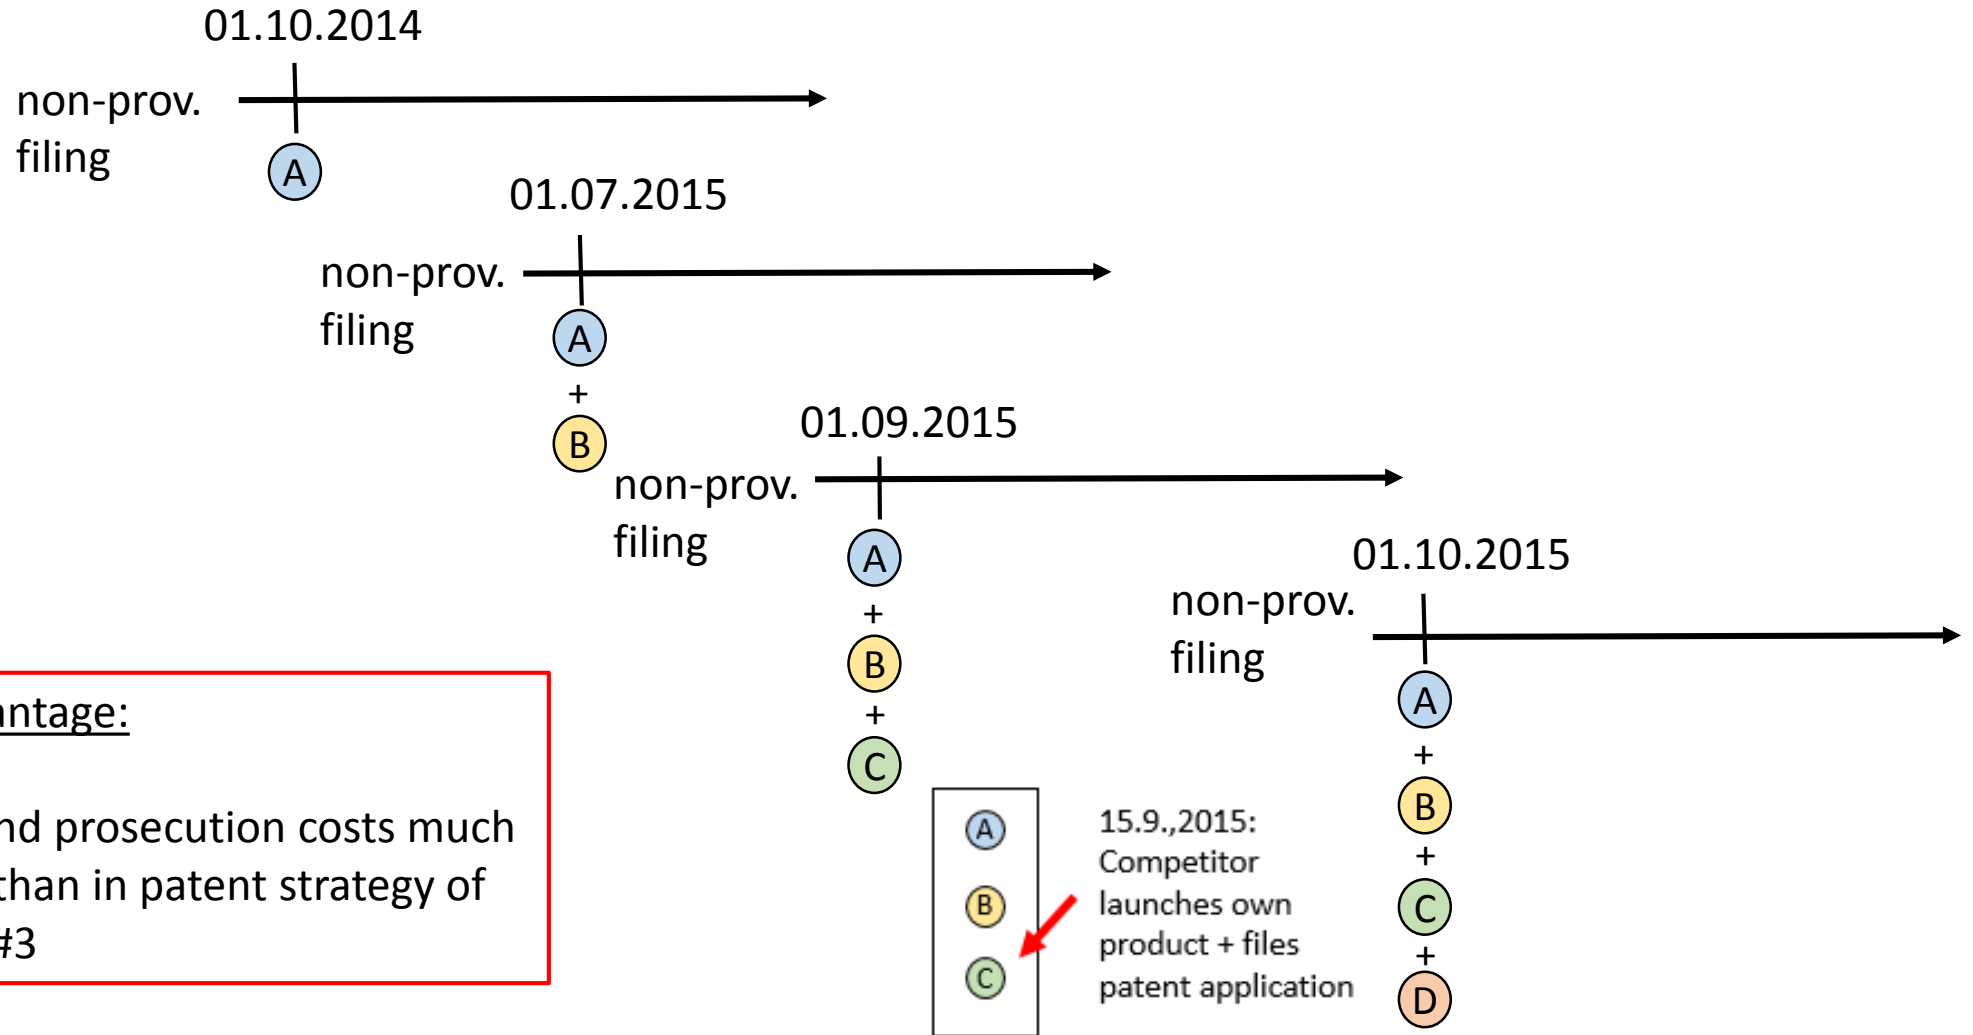 01.10.2014
non-prov.
filing
A
01.07.2015
non-prov.
filing
A
+
B
01.09.2015
non-prov.
filing
A
+
B
+
C
01.10.2015
non-prov.
filing
A
+
B
+
C
+
D
antage:
nd prosecution costs much
than in patent strategy of
#3
A
B
C
15.9.,2015:
Competitor
launches own
product + files
patent application